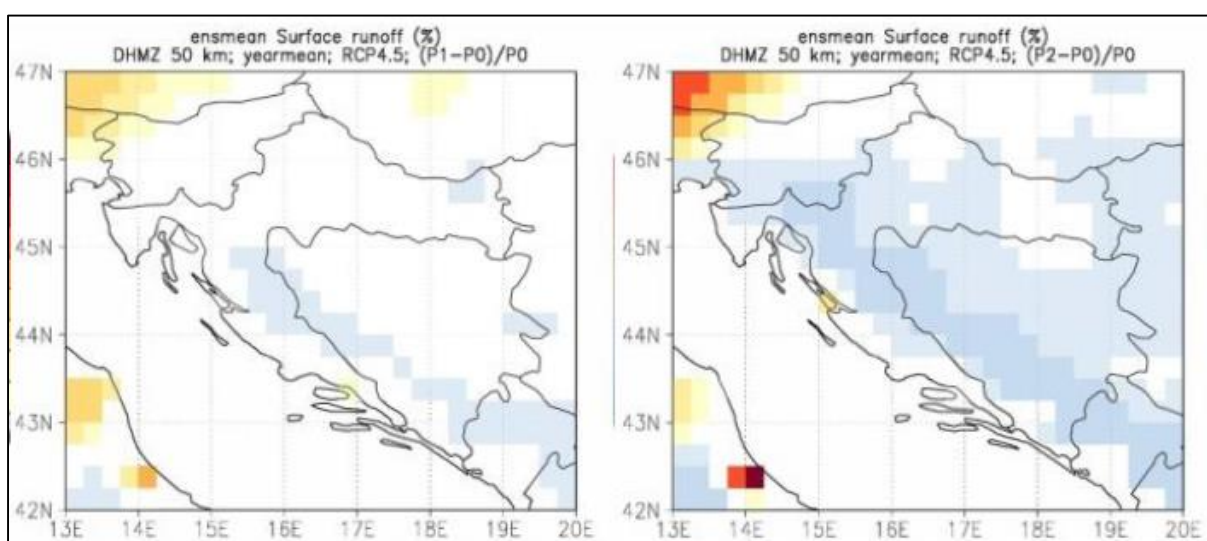 ensmean Surface runoff (%)
DHMZ 50 km; yearmean; RCP4.5; (P1-P0)/P0
47N
46N
45N
44N
43N
42N
13E 14E 15E 16E 17E 18E 19E 20E
ensmean Surface runoff (%)
DHMZ 50 km; yearmean; RCP4.5; (P2-P0)/P0
47N
46N
45N
44N
43N
42N
13E 14E 15E 16E 17E 18E 19E 20E